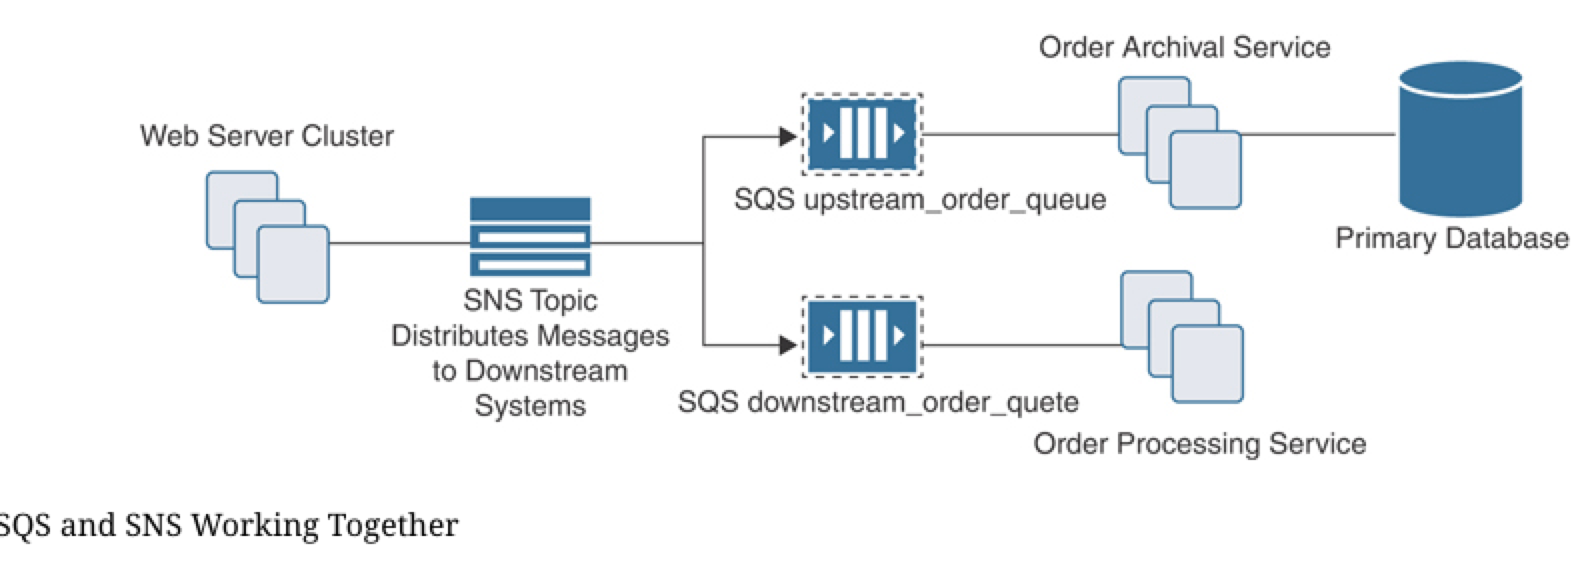 Order Archival Service
Web Server Cluster
SQS upstream_order_queue
Primary Database
SNS Topic
Distributes Messages
to Downstream
Systems
SQS downstream_order_quete
Order Processing Service
SQS and SNS Working Together